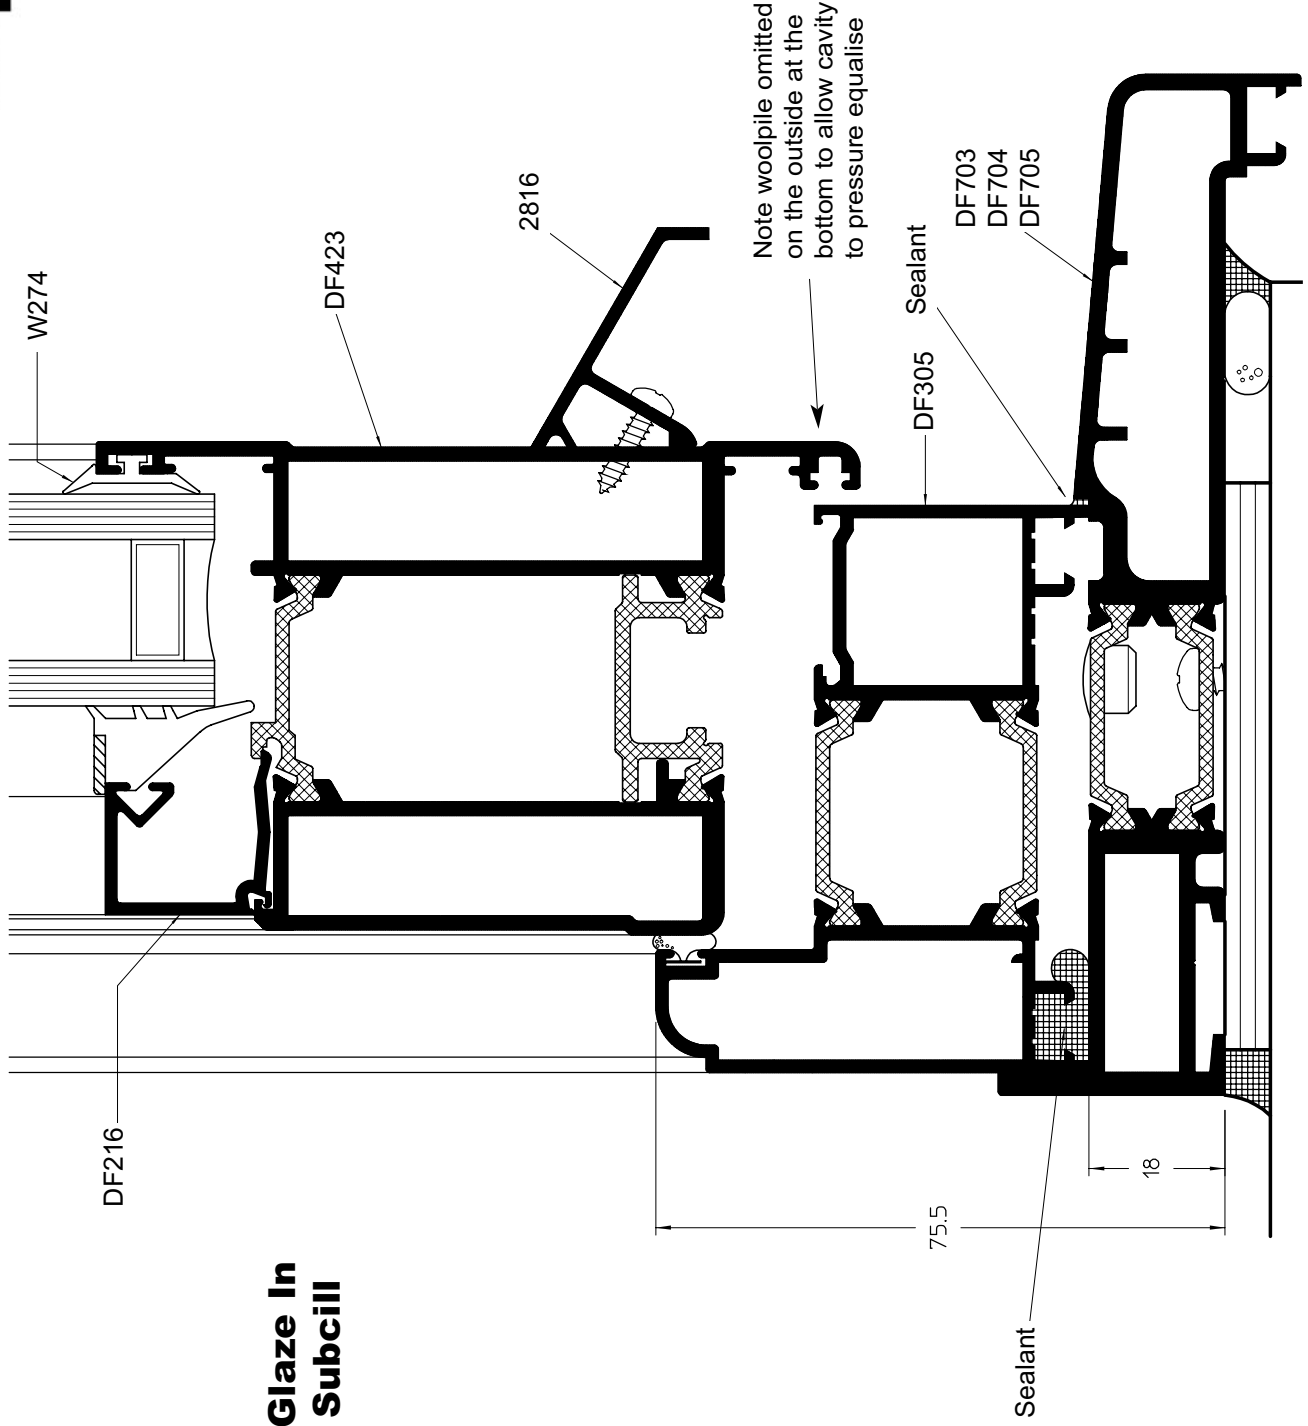 Glaze In
Subcill
W274
DF423
2816
Note woolpile omitted
on the outside at the
bottom to allow cavity
to pressure equalise
DF703
DF704
DF705
Sealant
DF305
DF216
18
75.5
Sealant